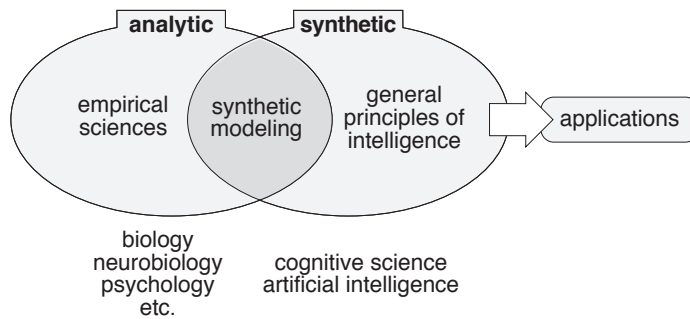 analytic
synthetic
empirical
sciences
synthetic
modeling
general
principles of
intelligence
applications
biology
neurobiology
psychology
etc.
cognitive science
artificial intelligence